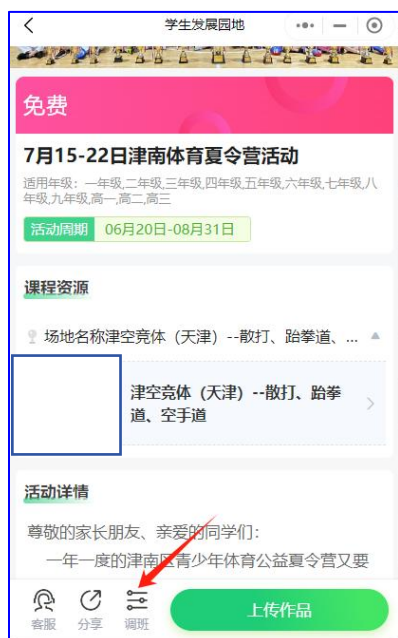 学生发展园地
免费
7月15-22日津南体育夏令营活动
适用年级：一年级,二年级,三年级,四年级,五年级,六年级,七年级,八
年级,九年级,高一,高二,高三
活动周期 06月20日-08月31日
课程资源
场地名称津空竞体（天津）--散打、跆拳道、...
津空竞体（天津）--散打、跆拳
道、空手道
活动详情
尊敬的家长朋友、亲爱的同学们：
一年一度的津南区青少年体育公益夏令营又要
客服 分享 调班 上传作品